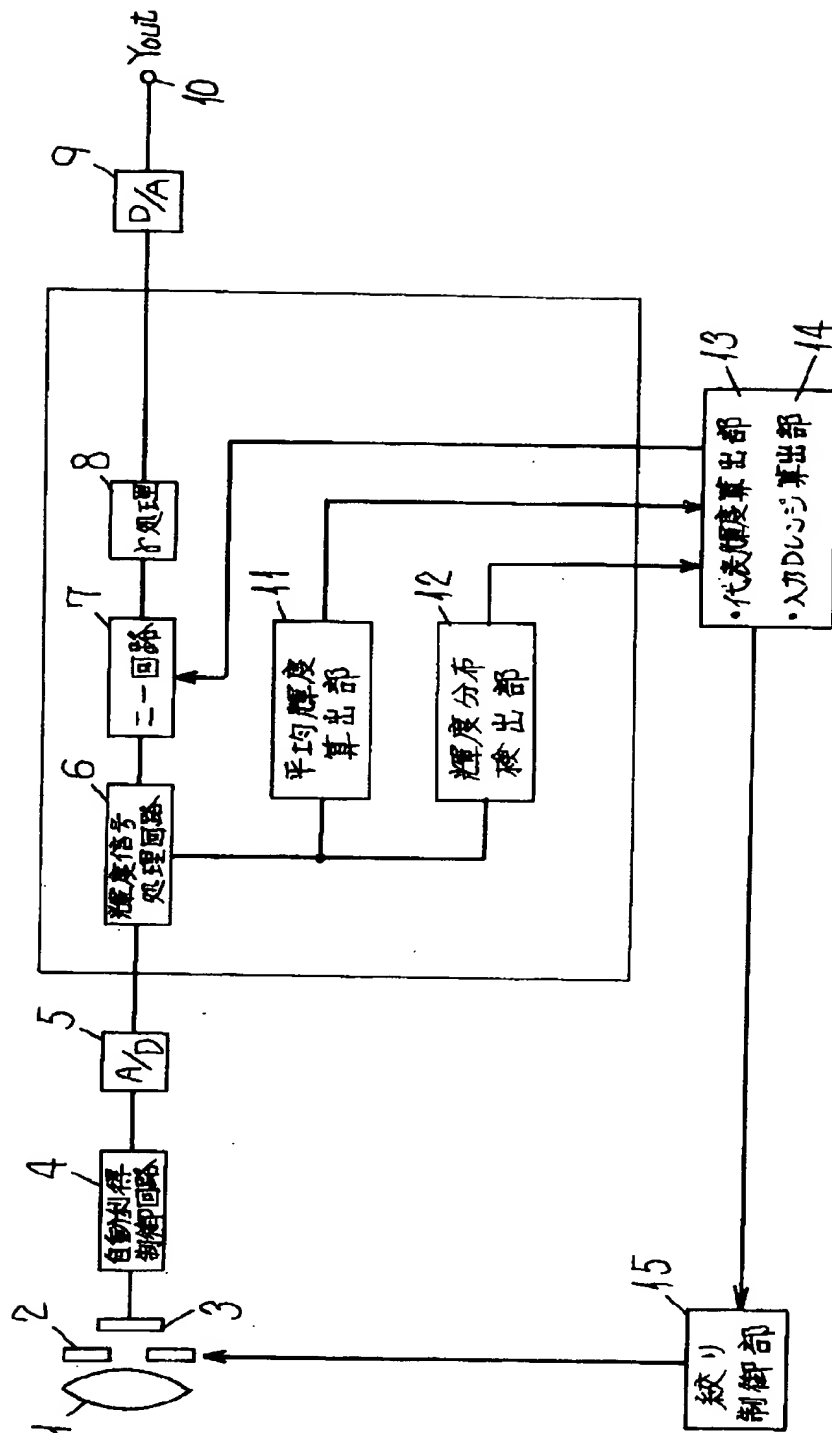 1
2
3
4
自動利得
制御回路
5
A/D
6
輝度信号
処理回路
7
ニー回路
8
γ処理
9
D/A
10
Yout
11
平均輝度
算出部
12
輝度分布
検出部
13
・代表輝度算出部
・入力Dレンジ算出部
14
15
絞り
制御部